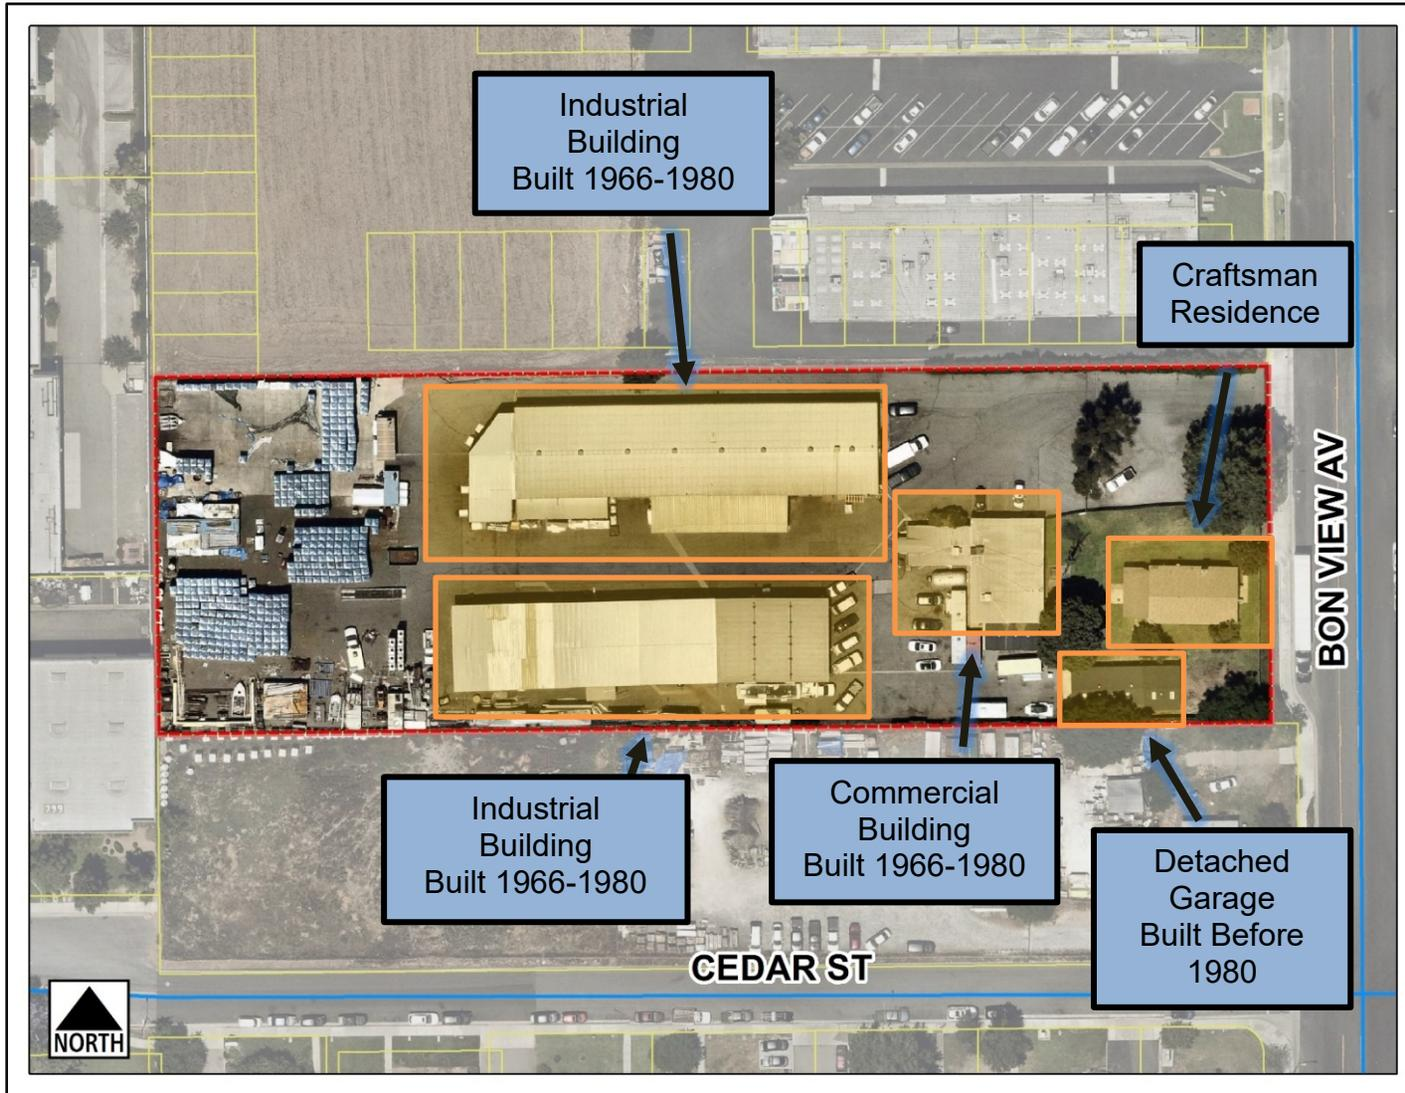 Industrial
Building
Built 1966-1980
Craftsman
Residence
BON VIEW AV
Industrial
Building
Built 1966-1980
Commercial
Building
Built 1966-1980
Detached
Garage
Built Before
1980
CEDAR ST
NORTH